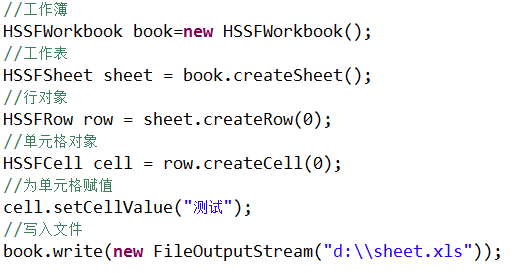 //工作簿
HSSFWorkbook book=new HSSFWorkbook();
//工作表
HSSFSheet sheet = book.createSheet();
//行对象
HSSFRow row = sheet.createRow(0);
//单元格对象
HSSFCell cell = row.createCell(0);
//为单元格赋值
cell.setCellValue("测试");
//写入文件
book.write(new FileOutputStream("d:\\sheet.xls"));